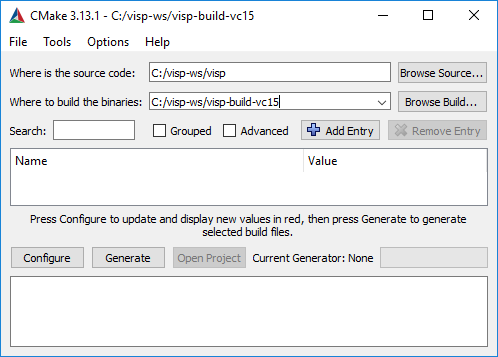 CMake 3.13.1 - C:/visp-ws/visp-build-vc15
File Tools Options Help
Where is the source code: C:/visp-ws/visp Browse Source...
Where to build the binaries: C:/visp-ws/visp-build-vc15 Browse Build...
Search: Grouped Advanced Add Entry Remove Entry
Name Value
Press Configure to update and display new values in red, then press Generate to generate
selected build files.
Configure Generate Open Project Current Generator: None